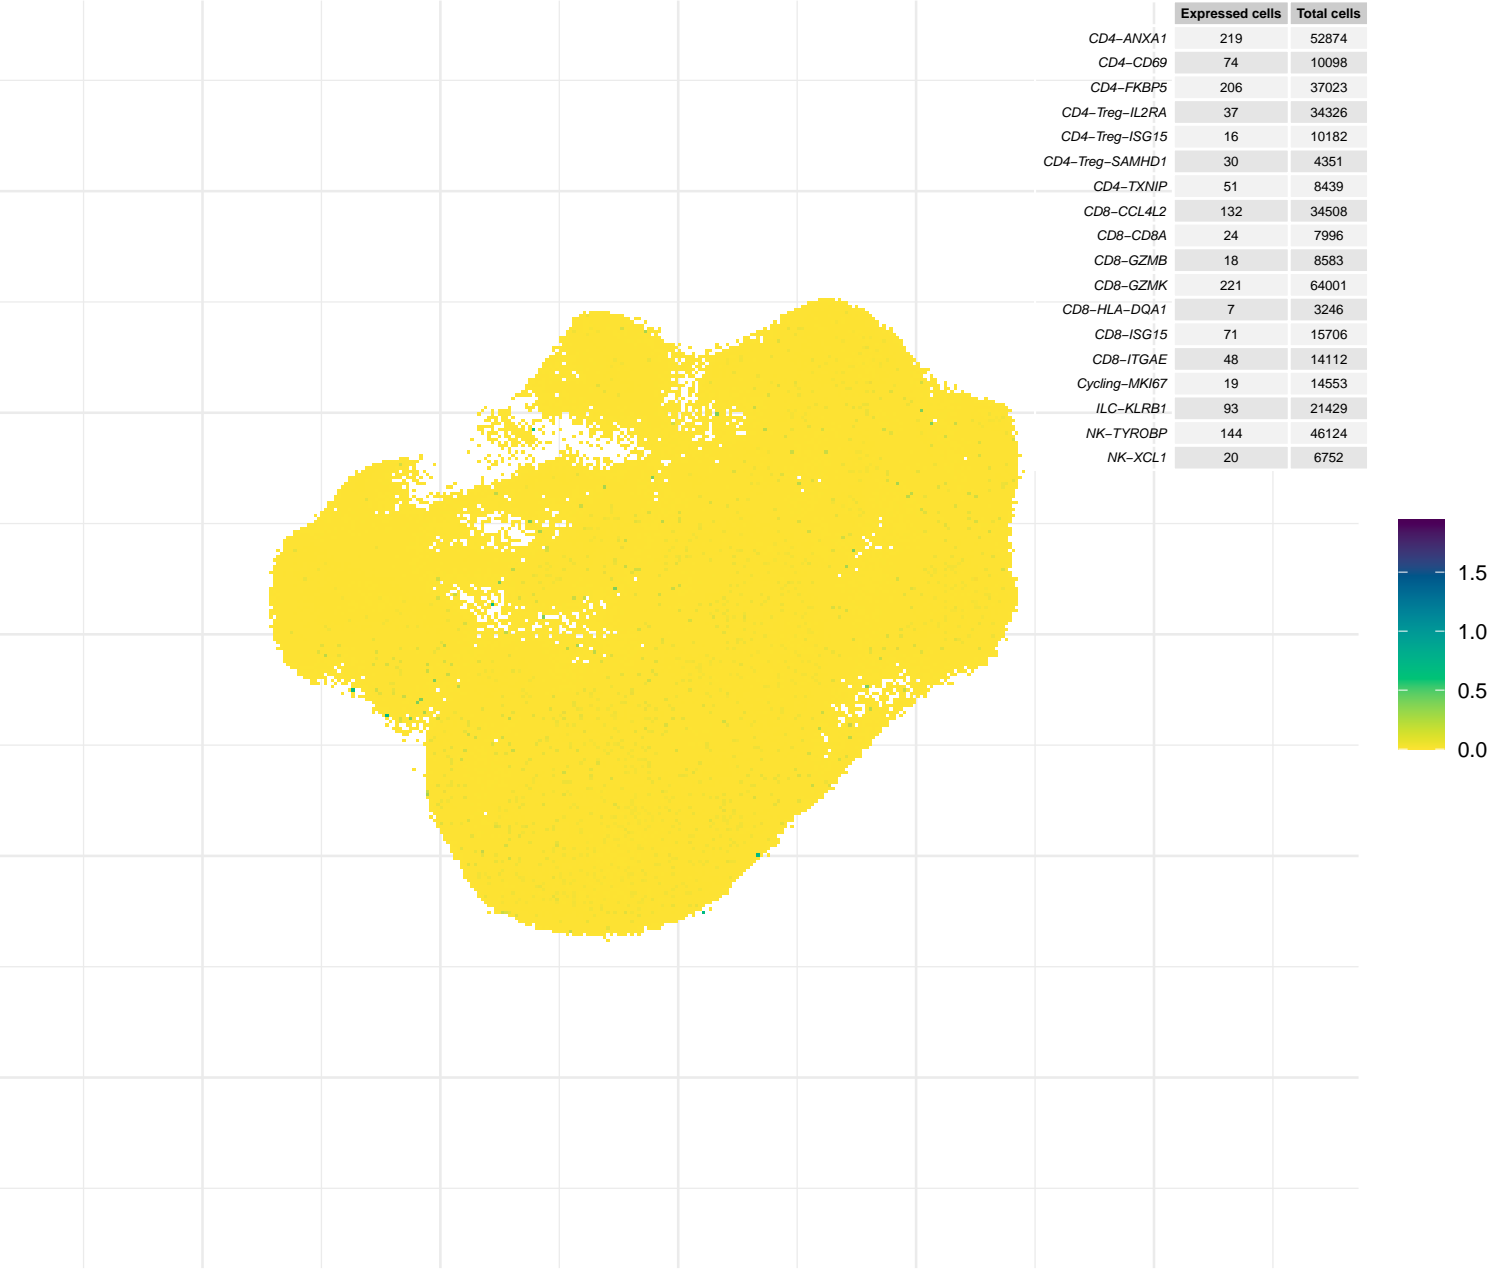 Expressed cells Total cells
CD4−ANXA1 219 52874
CD4−CD69 74 10098
CD4−FKBP5 206 37023
CD4−Treg−IL2RA 37 34326
CD4−Treg−ISG15 16 10182
CD4−Treg−SAMHD1 30 4351
CD4−TXNIP 51 8439
CD8−CCL4L2 132 34508
CD8−CD8A 24 7996
CD8−GZMB 18 8583
CD8−GZMK 221 64001
CD8−HLA−DQA1 7 3246
CD8−ISG15 71 15706
CD8−ITGAE 48 14112
Cycling−MKI67 19 14553
ILC−KLRB1 93 21429
NK−TYROBP 144 46124
NK−XCL1 20 6752
1.5
1.0
0.5
0.0